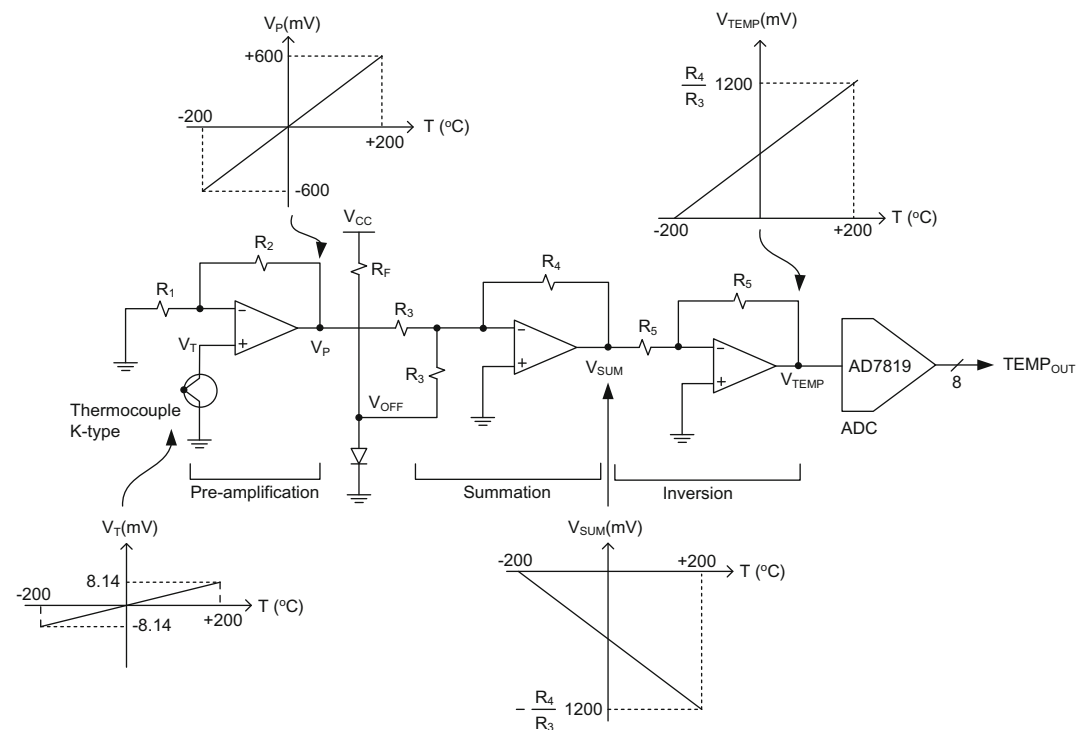 V_P(mV)
+600
-200
T (°C)
+200
-600
V_TEMP(mV)
R_4
R_3
1200
T (°C)
-200
+200
V_CC
R_F
R_2
R_1
V_T
V_P
R_3
R_3
V_OFF
R_4
V_SUM
R_5
R_5
V_TEMP
AD7819
ADC
8
TEMP_OUT
Thermocouple
K-type
Pre-amplification
Summation
Inversion
V_T(mV)
8.14
-200
T (°C)
+200
-8.14
V_SUM(mV)
-200
+200
T (°C)
- R_4
R_3
1200